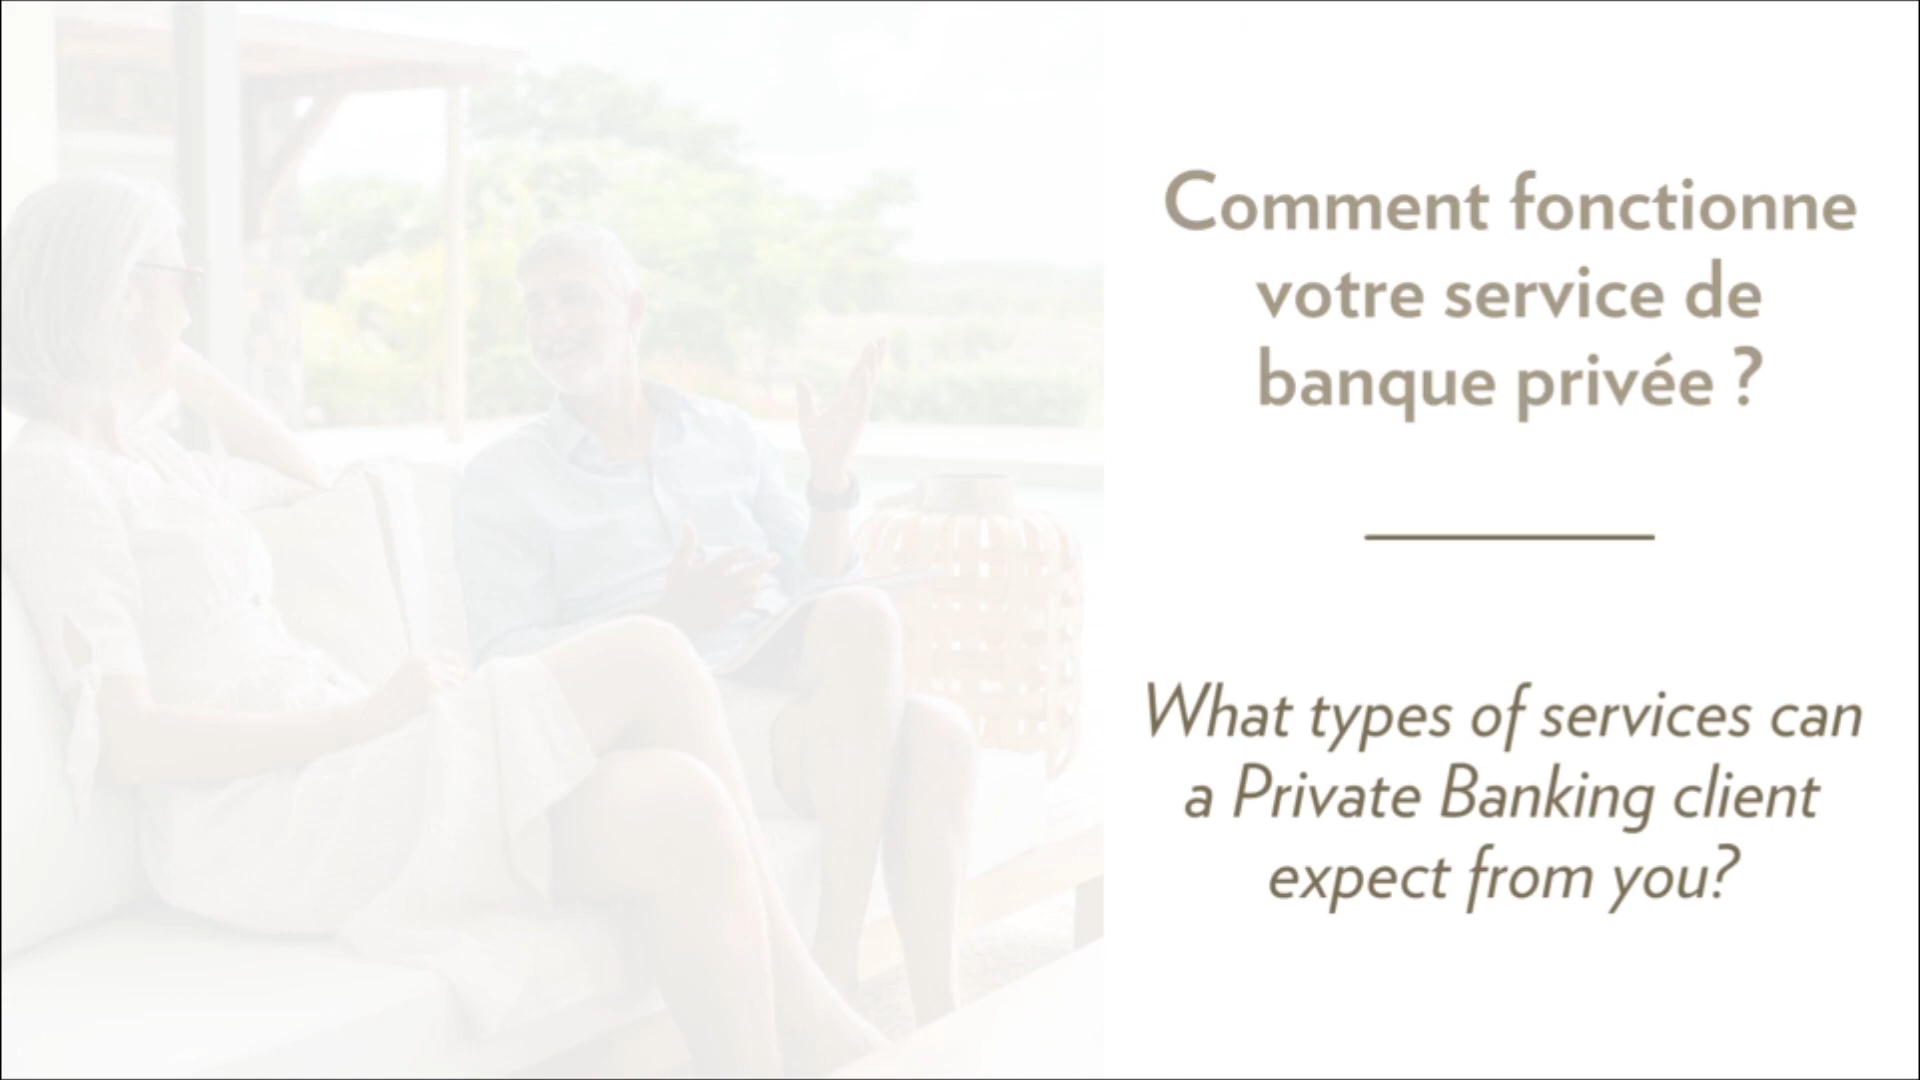 Comment fonctionne
votre service de
banque privée ?
What types of services can
a Private Banking client
expect from you?